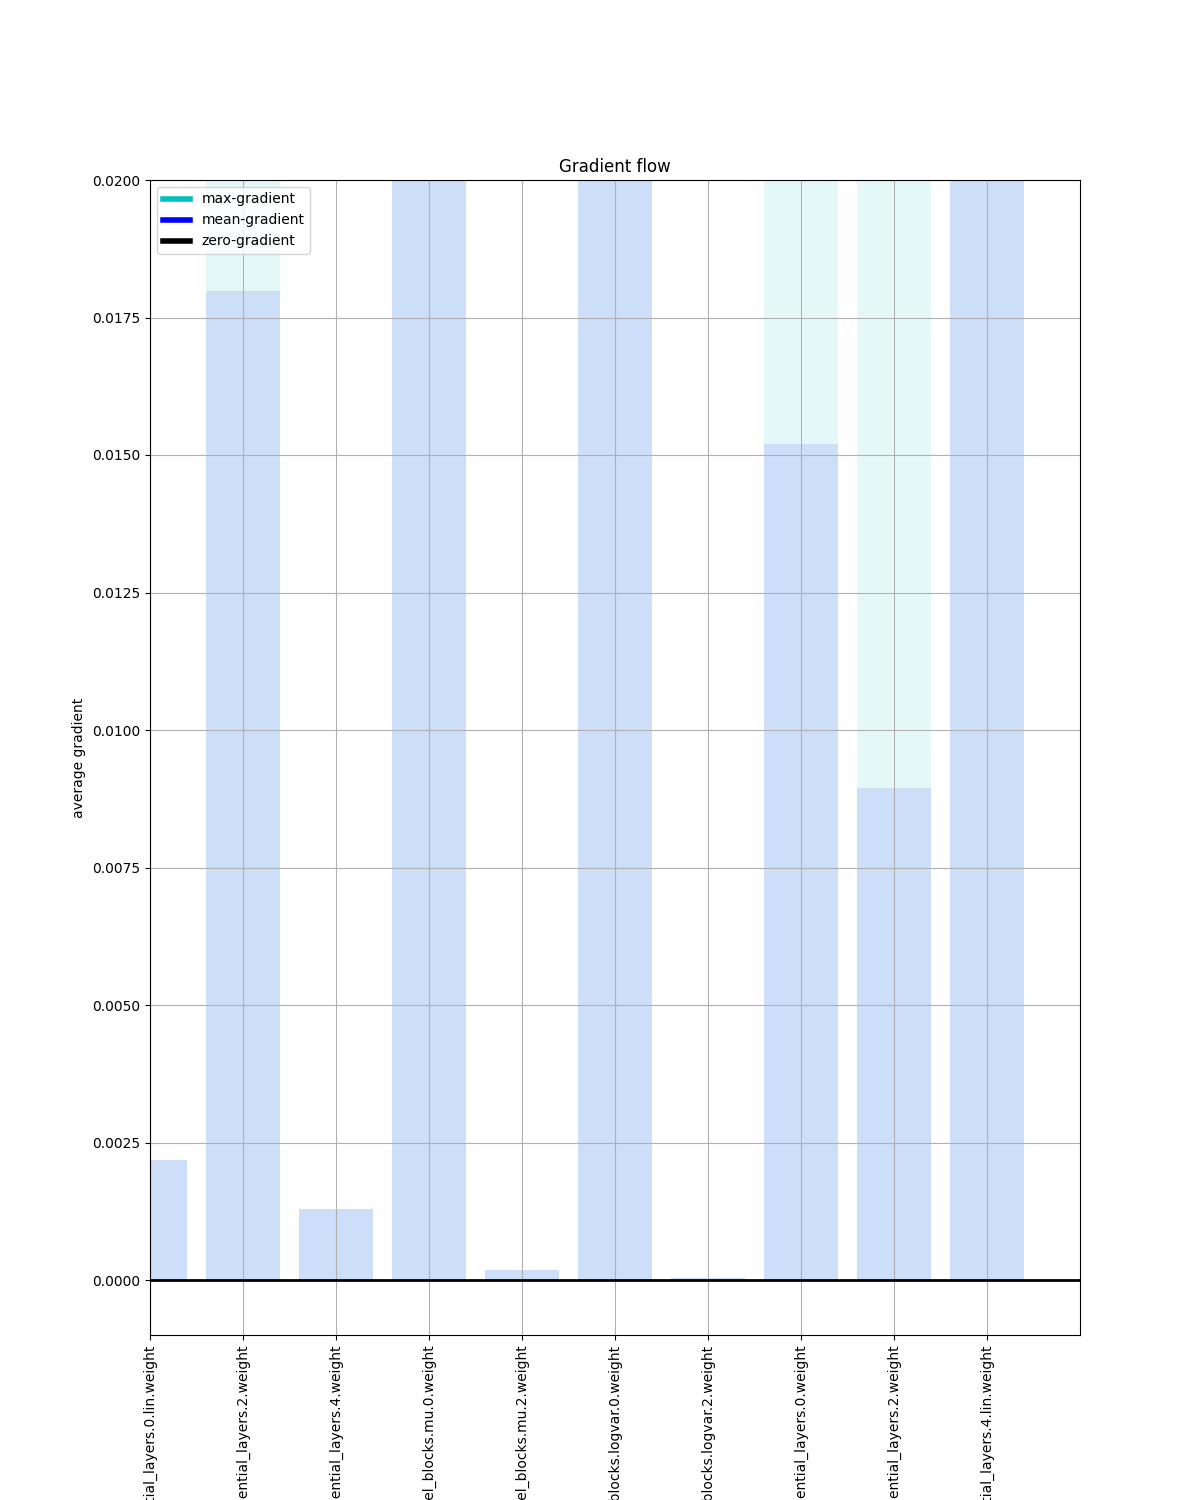 Gradient flow
max-gradient
mean-gradient
zero-gradient
0.0200
0.0175
0.0150
0.0125
0.0100
0.0075
0.0050
0.0025
0.0000
average gradient
tial_layers.0.lin.weight
ential_layers.2.weight
ential_layers.4.weight
el_blocks.mu.0.weight
el_blocks.mu.2.weight
blocks.logvar.0.weight
blocks.logvar.2.weight
ential_layers.0.weight
ential_layers.2.weight
tial_layers.4.lin.weight